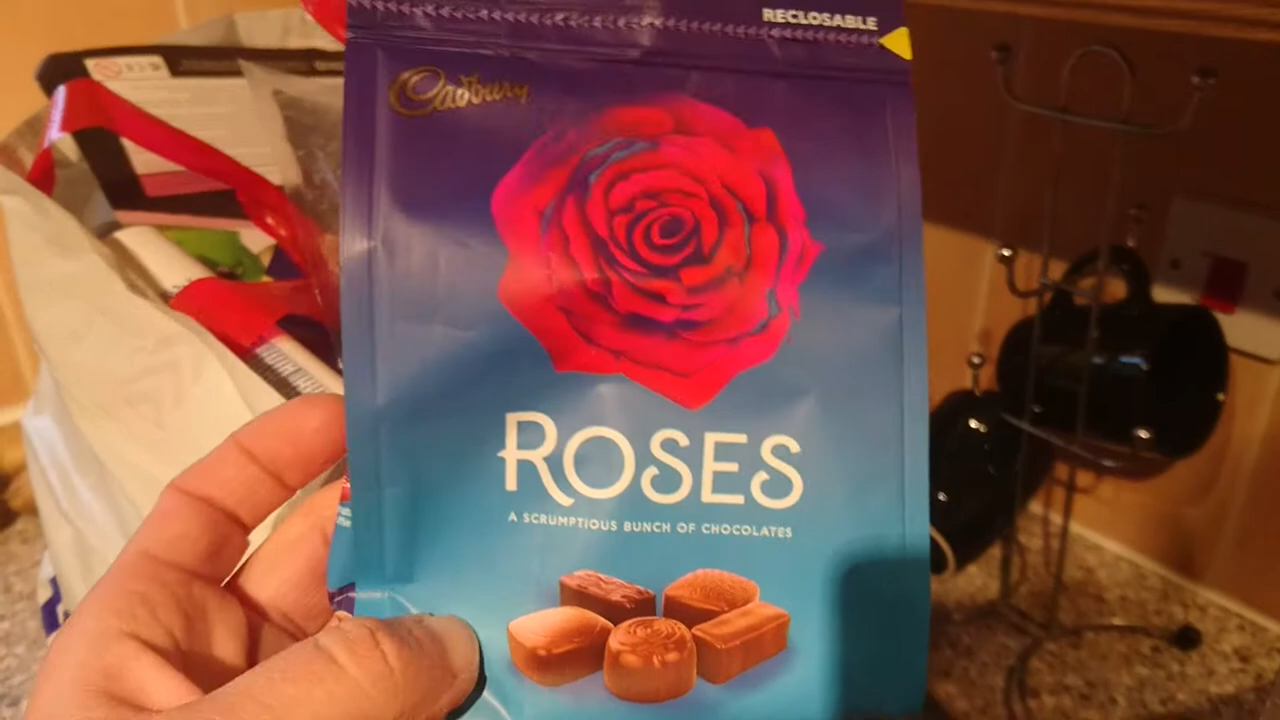 RECLOSABLE
Cadbury
ROSES
A SCRUMPTIOUS BUNCH OF CHOCOLATES